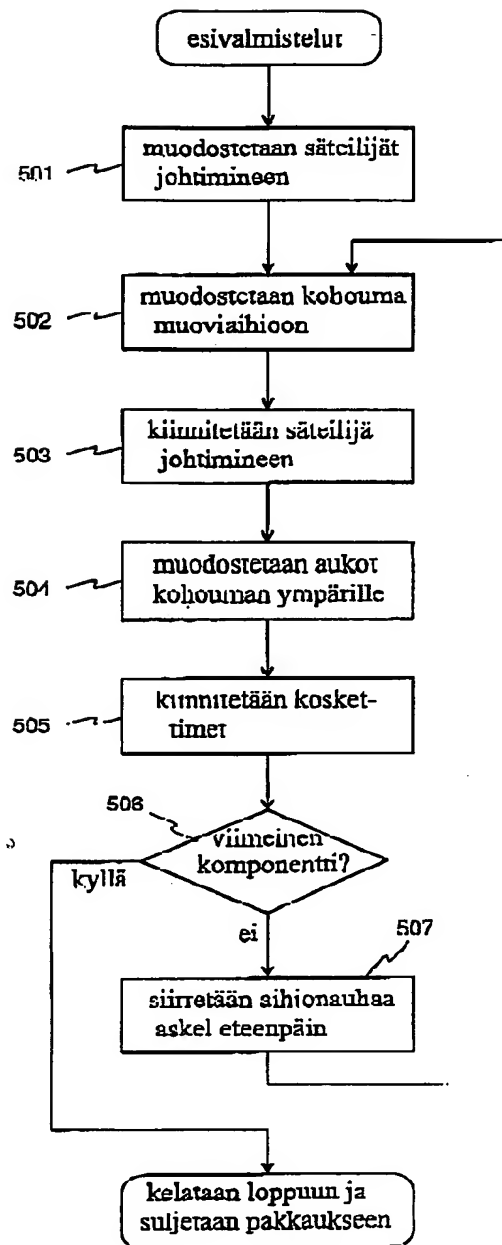 esivalmistelut
501
muodostetaan säteilijät
johtimineen
502
muodostetaan kohouma
muoviaihioon
503
kiinnitetään säteilijä
johtimineen
504
muodostetaan aukot
kohouman ympärille
505
kiinnitetään kosket-
timet
506
viimeinen
komponentti?
kyllä
ei
507
siirretään aihionauhaa
askel eteenpäin
kelataan loppuun ja
suljetaan pakkaukseen